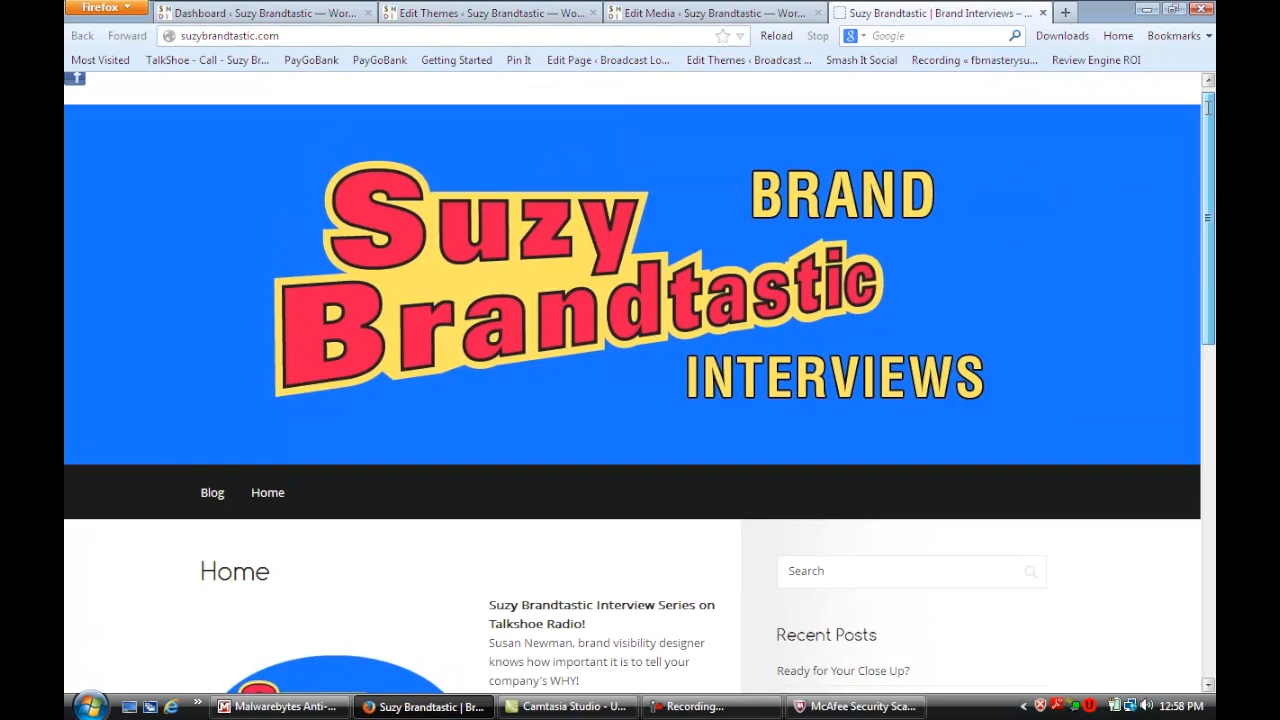 Firefox
Dashboard ‹ Suzy Brandtastic — Wor...
Edit Themes ‹ Suzy Brandtastic — Wo...
Edit Media ‹ Suzy Brandtastic — Wor...
Suzy Brandtastic | Brand Interviews – ...
Back
Forward
suzybrandtastic.com
Reload
Stop
Google
Downloads
Home
Bookmarks
Most Visited
TalkShoe - Call - Suzy Br...
PayGoBank
PayGoBank
Getting Started
Pin It
Edit Page ‹ Broadcast Lo...
Edit Themes ‹ Broadcast ...
Smash It Social
Recording « fbmasterysu...
Review Engine ROI
Suzy
Brandtastic
BRAND
INTERVIEWS
Blog
Home
Home
Suzy Brandtastic Interview Series on
Talkshoe Radio!
Susan Newman, brand visibility designer
knows how important it is to tell your
company's WHY!
Search
Recent Posts
Ready for Your Close Up?
Malwarebytes Anti-...
Suzy Brandtastic | Br...
Camtasia Studio - U...
Recording...
McAfee Security Sca...
12:58 PM